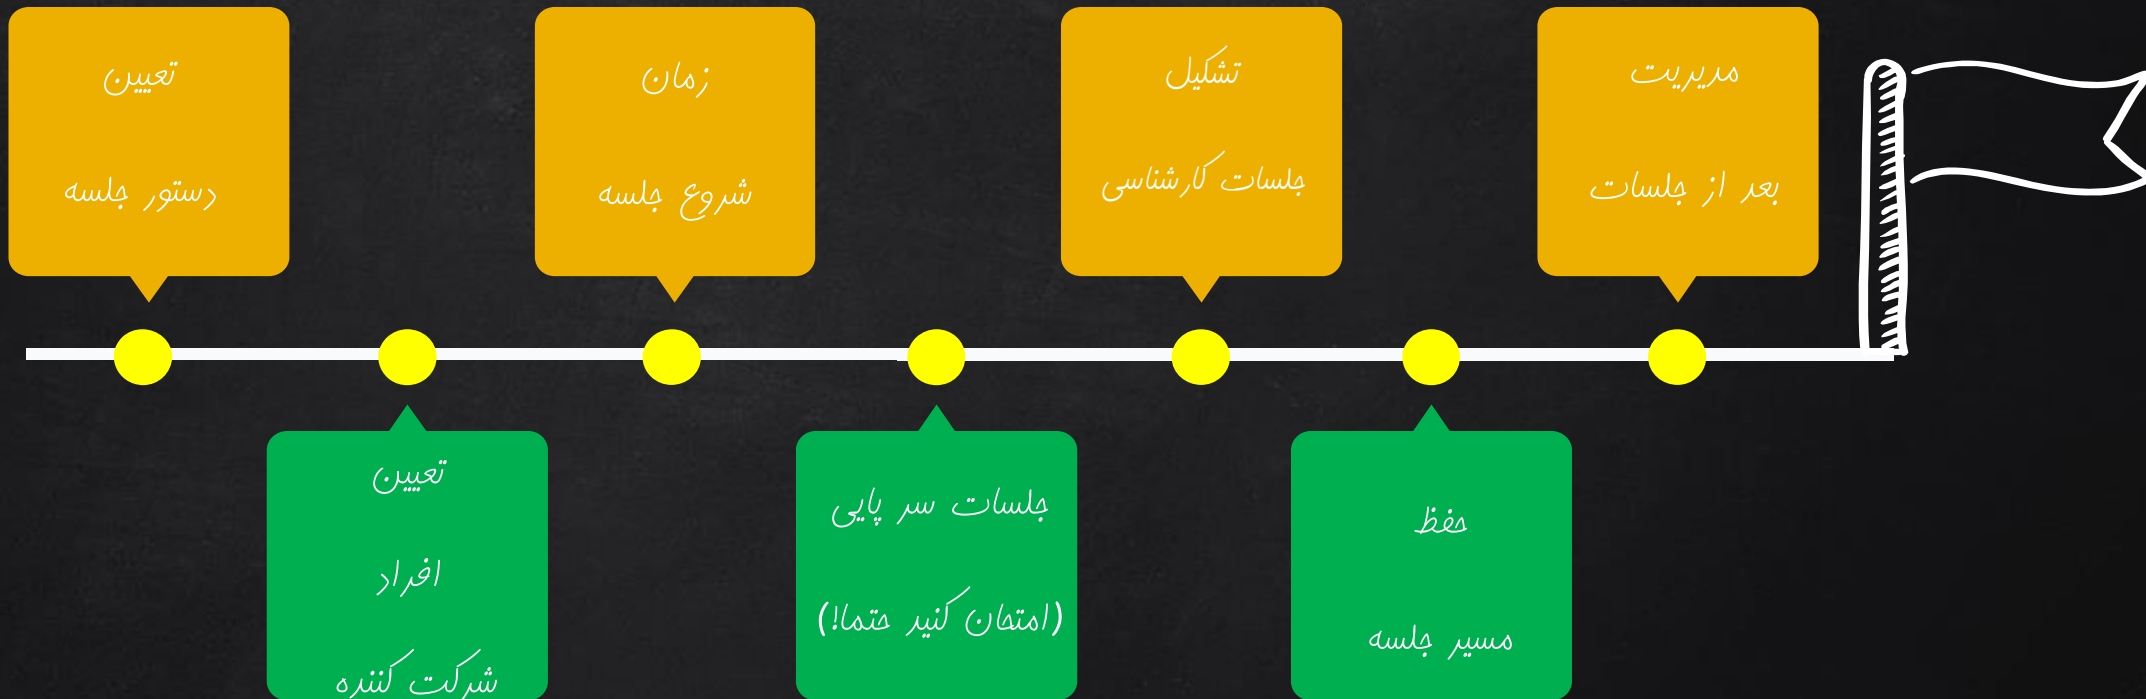 تعیین
دستور جلسه
تعیین
افراد
شرکت کننده
زمان
شروع جلسه
جلسات سر پایی
(امتحان کنید حتما!)
تشکیل
جلسات کارشناسی
حفظ
مسیر جلسه
مدیریت
بعد از جلسات